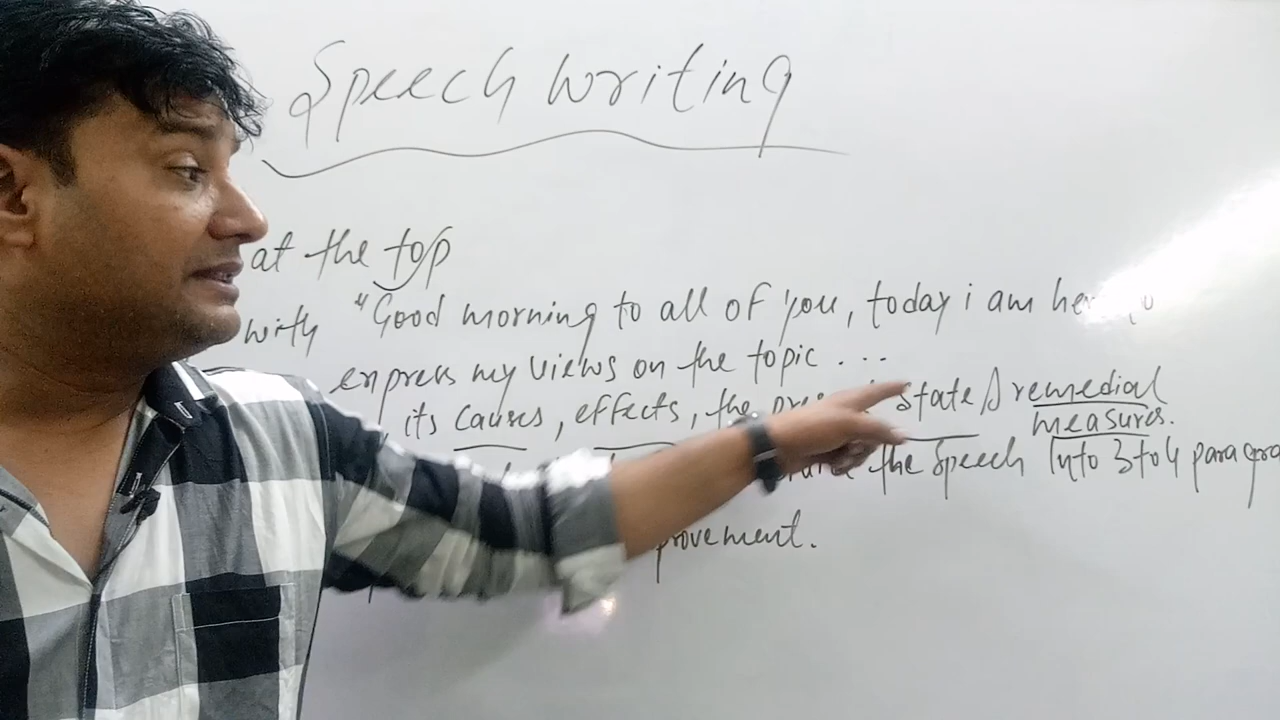 Speech Writing
at the top
with "Good morning to all of you, today i am here to
express my views on the topic ...
its causes, effects, the present state, remedial
measures.
the speech into 3 to 4 paragra
provement.